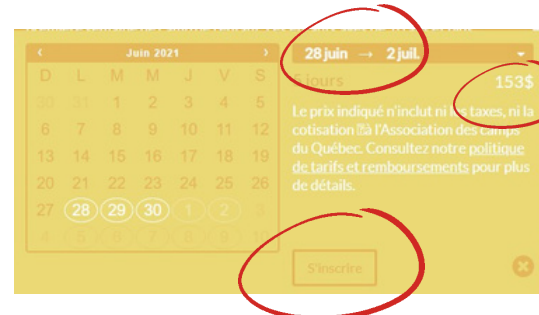 ‹ Juin 2021 ›
D L M M J V S
30 31 1 2 3 4 5
6 7 8 9 10 11 12
13 14 15 16 17 18 19
20 21 22 23 24 25 26
27 28 29 30 1 2 3
4 5 6 7 8 9 10
28 juin → 2 juil.
5 jours 153$
Le prix indiqué n'inclut ni les taxes, ni la
cotisation à l'Association des camps
du Québec. Consultez notre politique
de tarifs et remboursements pour plus
de détails.
S'inscrire